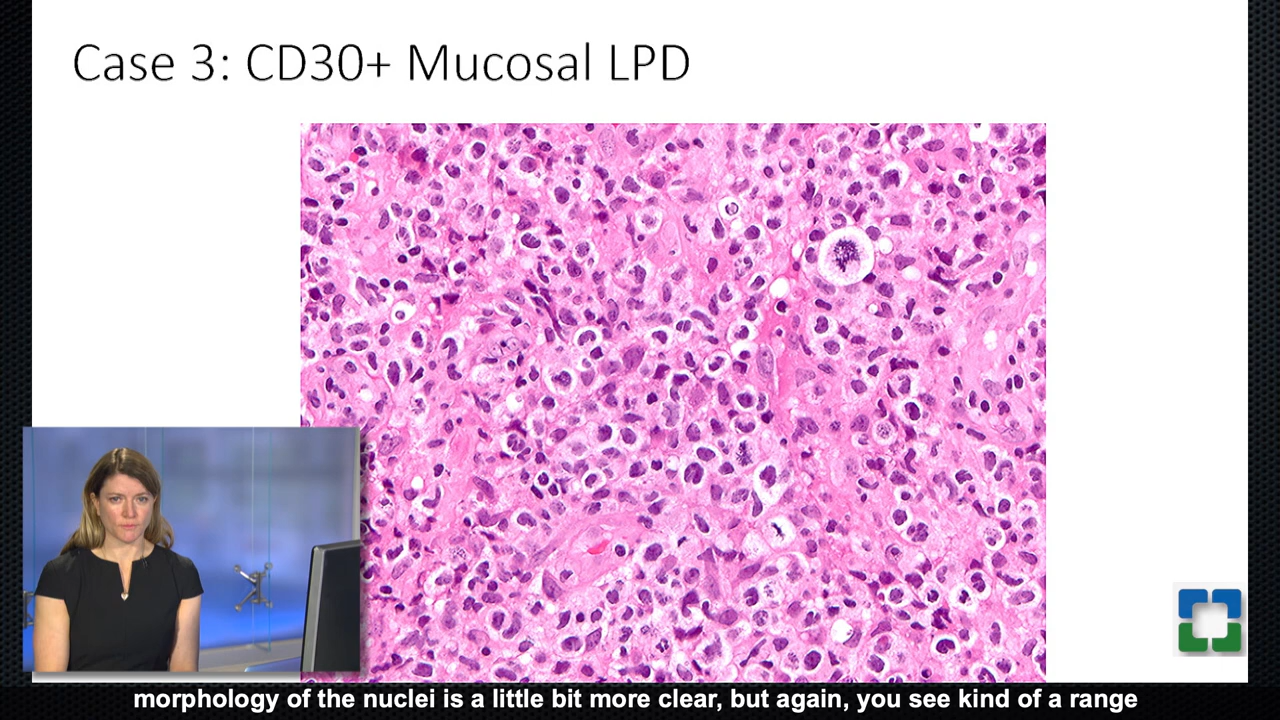 Case 3: CD30+ Mucosal LPD
morphology of the nuclei is a little bit more clear, but again, you see kind of a range